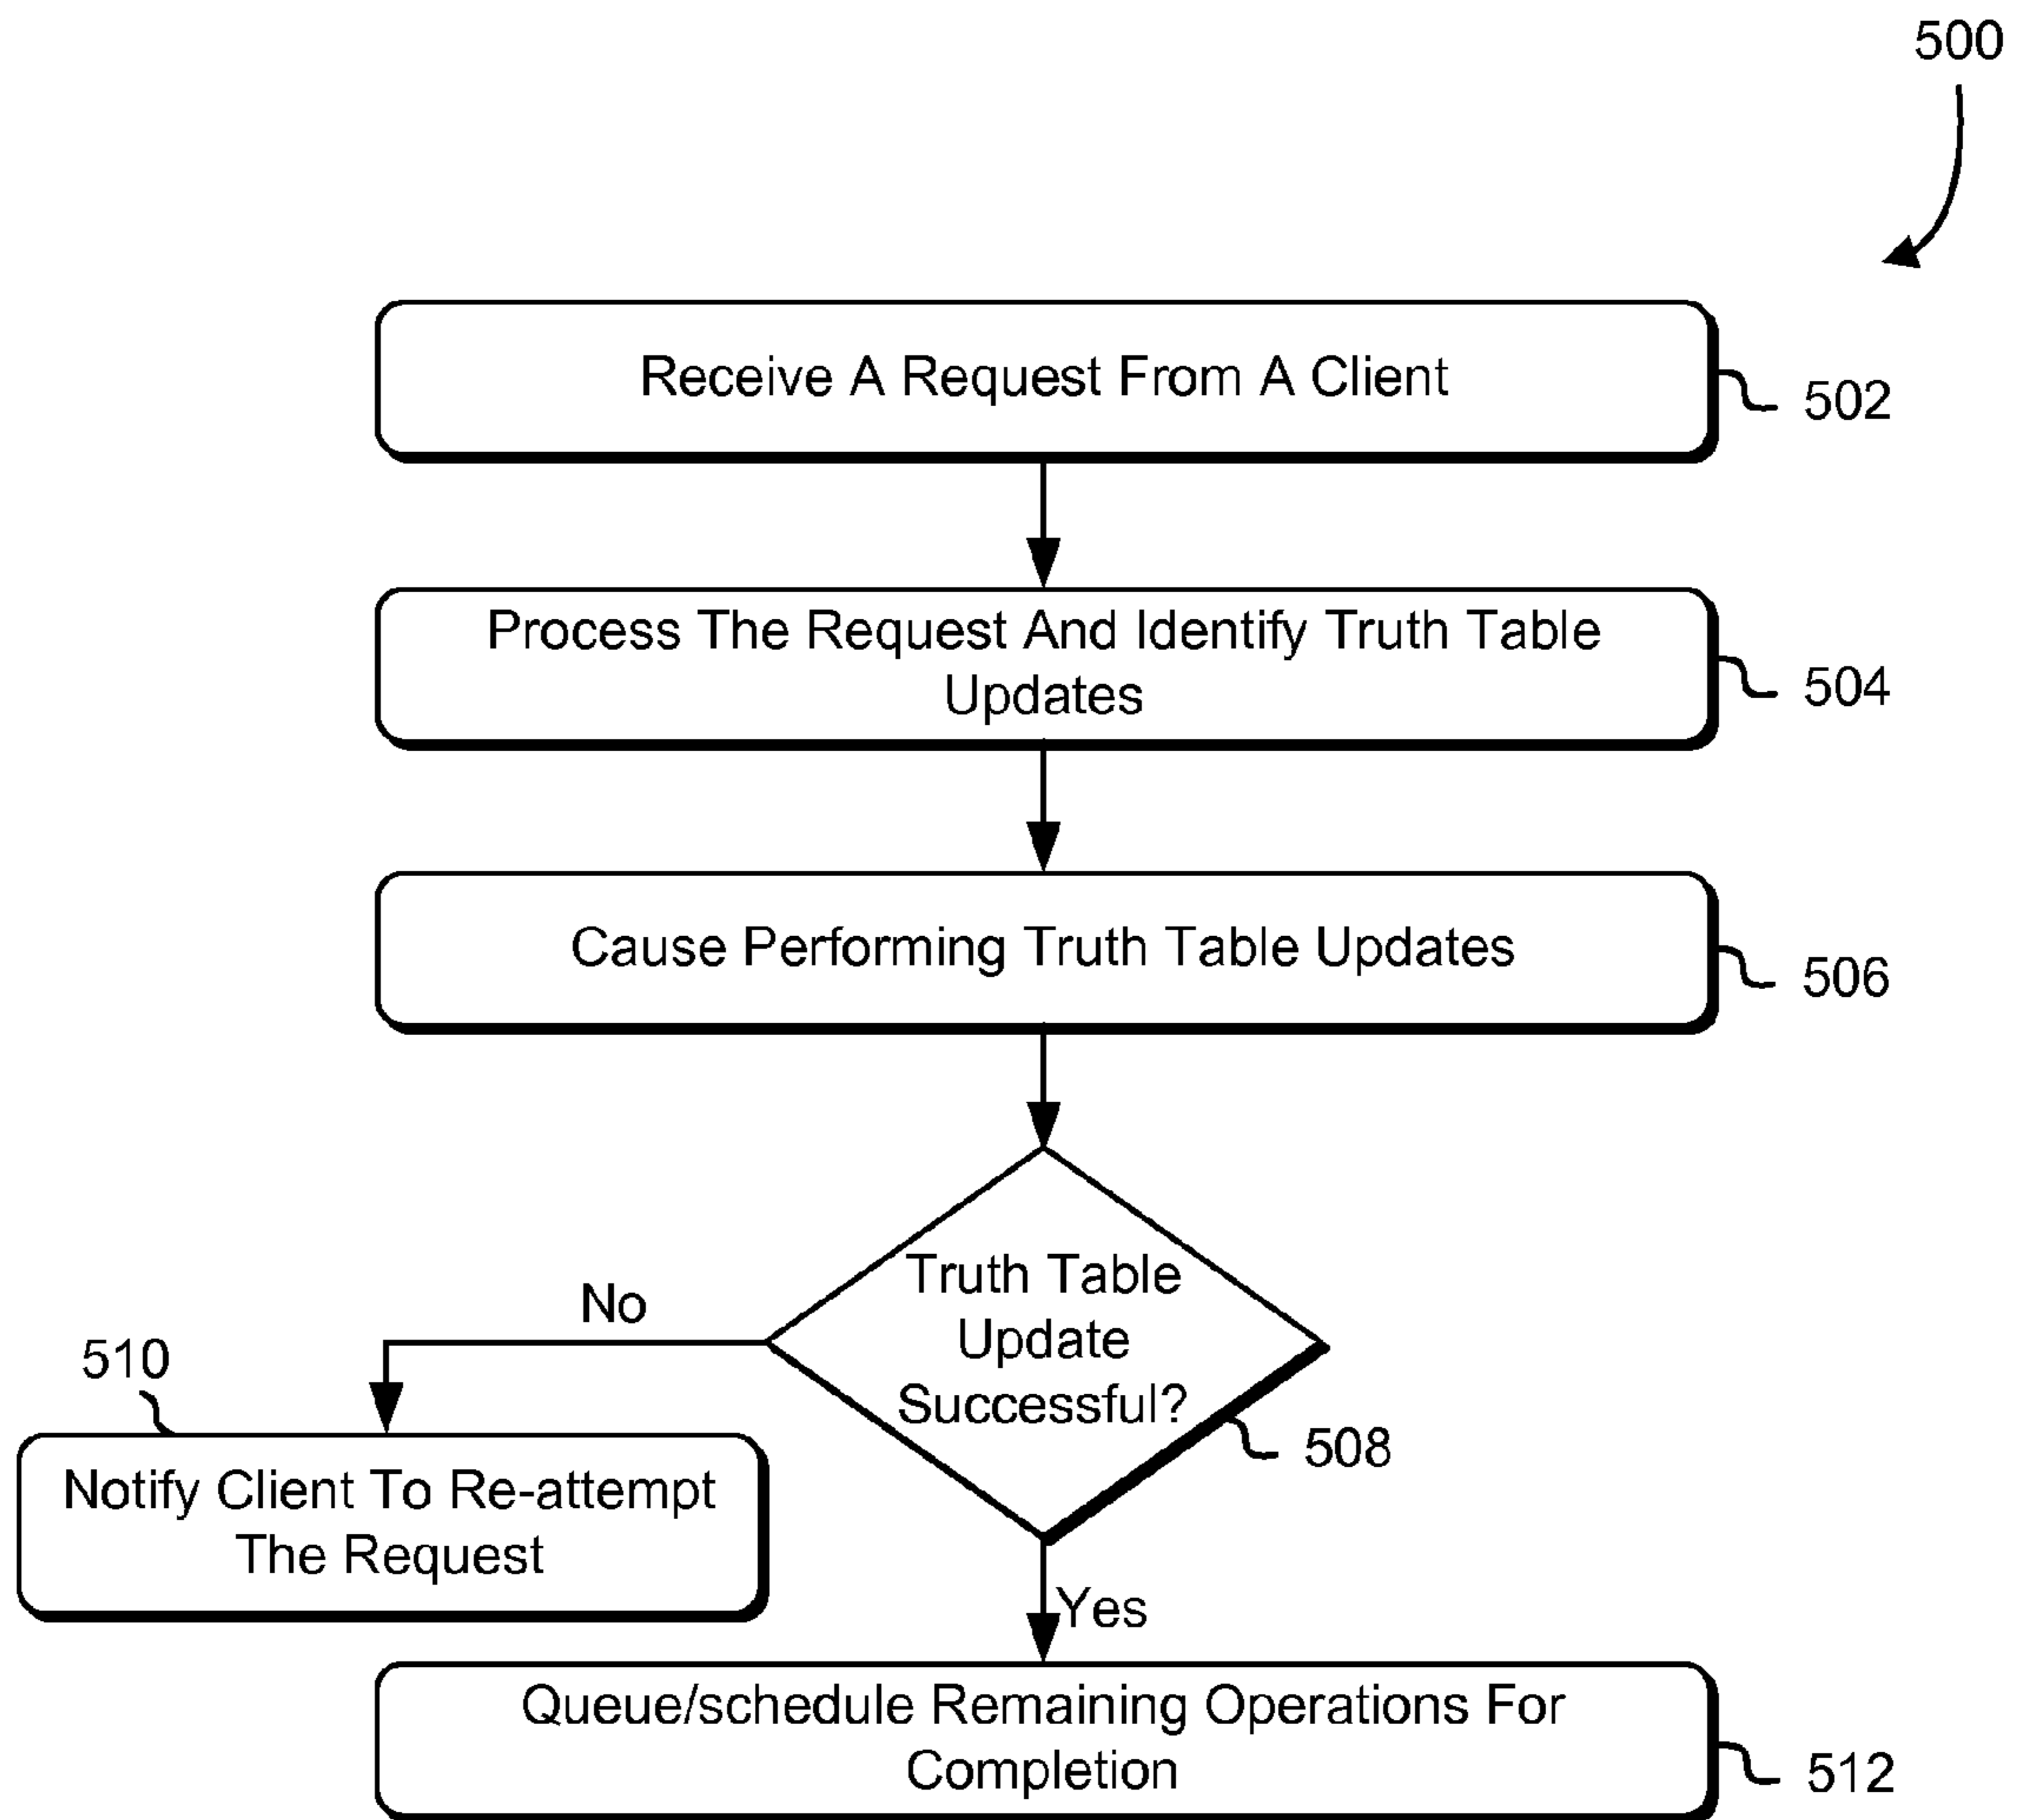 500
Receive A Request From A Client
502
Process The Request And Identify Truth Table
Updates
504
Cause Performing Truth Table Updates
506
Truth Table
Update
Successful?
508
No
510
Notify Client To Re-attempt
The Request
Yes
Queue/schedule Remaining Operations For
Completion
512